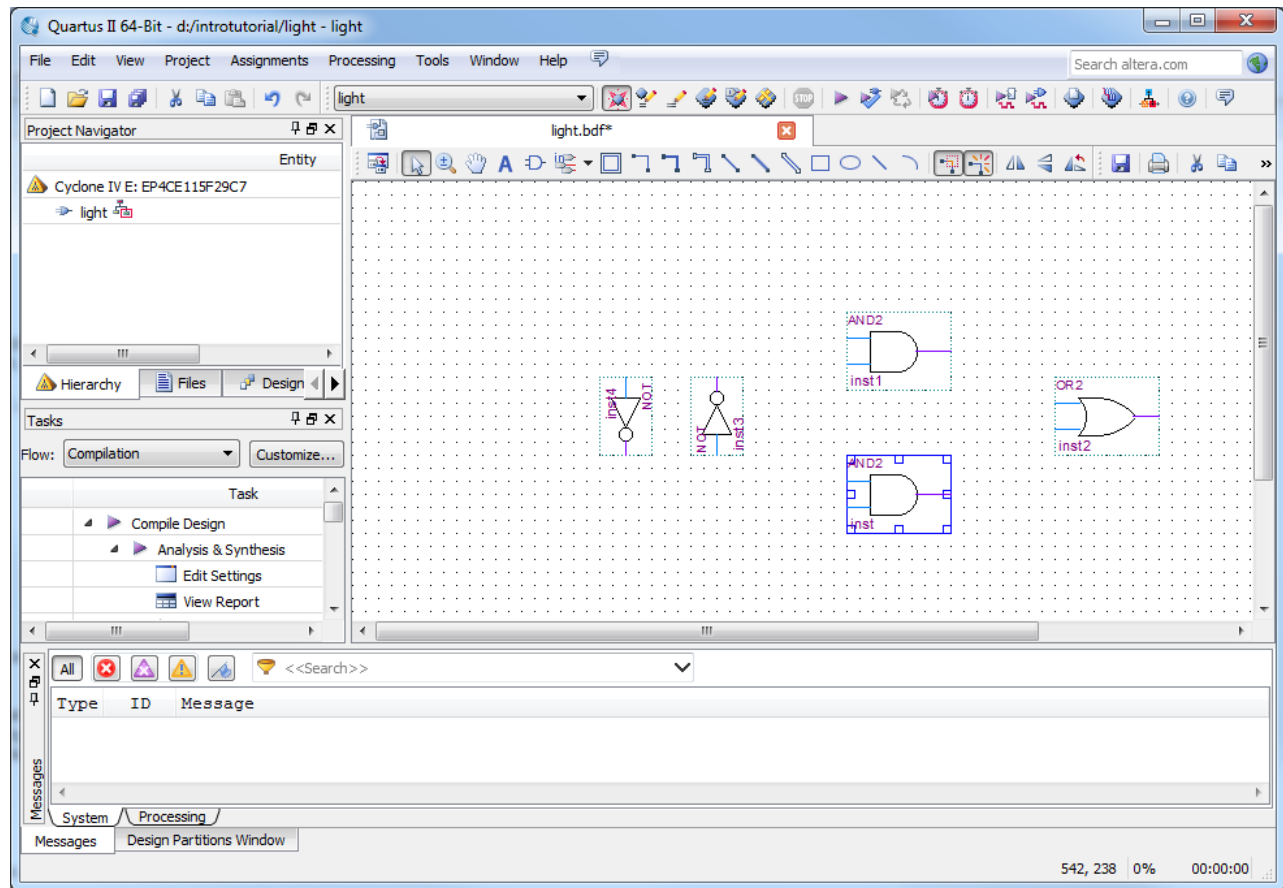 Quartus II 64-Bit - d:/introtutorial/light - light
File Edit View Project Assignments Processing Tools Window Help
Search altera.com
light
STOP
Project Navigator
light.bdf*
Entity
A
»
Cyclone IV E: EP4CE115F29C7
light
Hierarchy Files Design
Tasks
Flow: Compilation Customize...
Task
Compile Design
Analysis & Synthesis
Edit Settings
View Report
AND2
inst1
inst4
NOT
NOT
inst3
OR2
inst2
AND2
inst
All <<Search>>
Type ID Message
Messages
System Processing
Messages Design Partitions Window
542, 238 0% 00:00:00